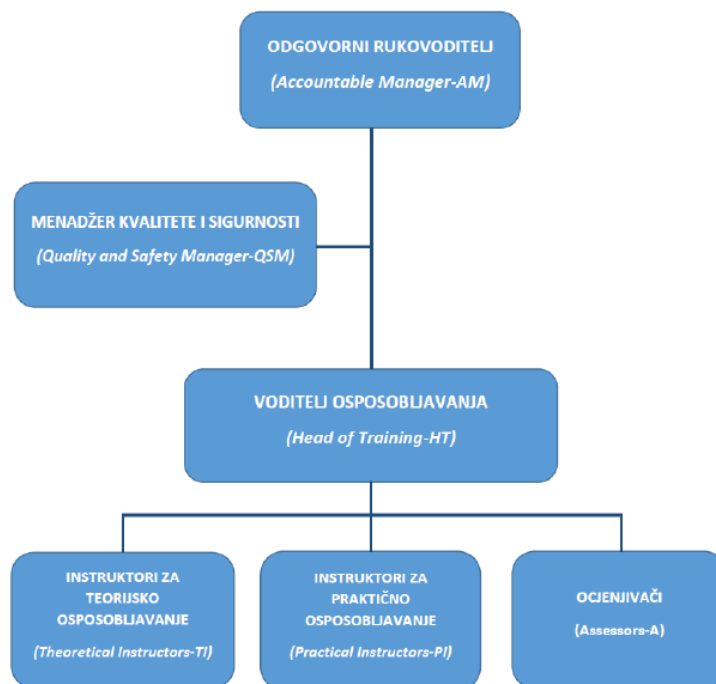 ODGOVORNI RUKOVODITELJ
(Accountable Manager-AM)
MENADŽER KVALITETE I SIGURNOSTI
(Quality and Safety Manager-QSM)
VODITELJ OSPOSOBLJAVANJA
(Head of Training-HT)
INSTRUKTORI ZA
TEORIJSKO
OSPOSOBLJAVANJE
(Theoretical Instructors-TI)
INSTRUKTORI ZA
PRAKTIČNO
OSPOSOBLJAVANJE
(Practical Instructors-PI)
OCJENJIVAČI
(Assessors-A)